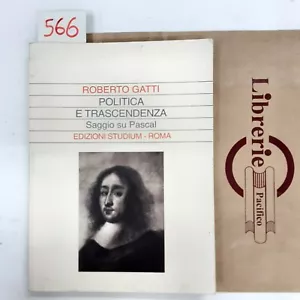 566
ROBERTO GATTI
POLITICA
E TRASCENDENZA
Saggio su Pascal
EDIZIONI STUDIUM - ROMA
Librerie
Pacifico